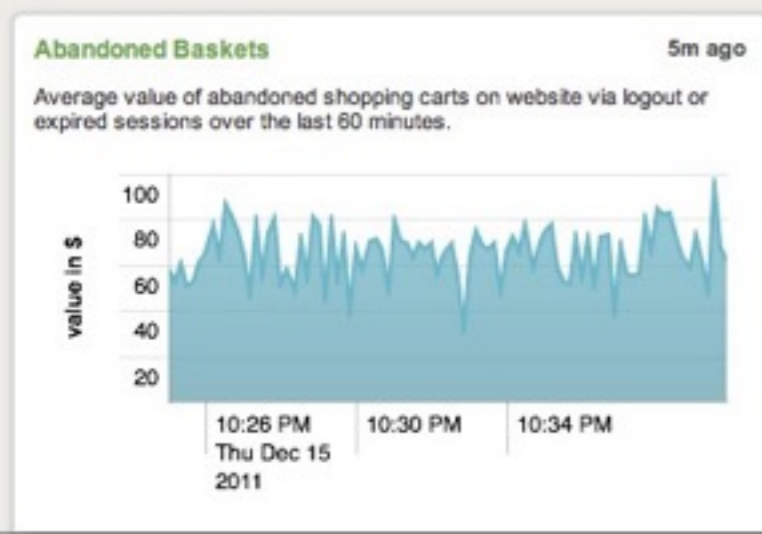 Abandoned Baskets
5m ago
Average value of abandoned shopping carts on website via logout or
expired sessions over the last 60 minutes.
value in $
100
80
60
40
20
10:26 PM
Thu Dec 15
2011
10:30 PM
10:34 PM